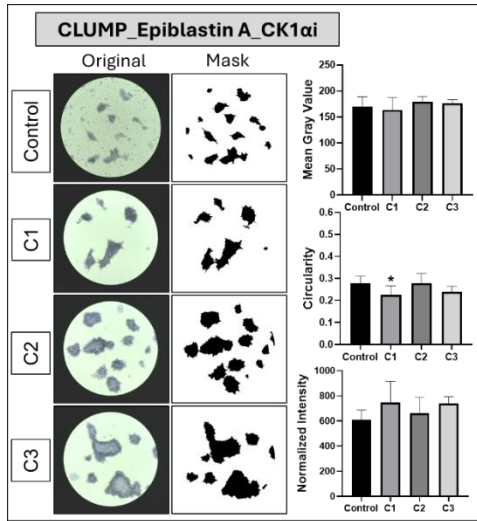 CLUMP_Epiblastin A_CK1αi
Original
Mask
Control
C1
C2
C3
Mean Gray Value
250
200
150
100
50
0
Control C1 C2 C3
Circularity
0.6
0.5
0.4
0.3
0.2
0.1
0.0
*
Control C1 C2 C3
Normalized Intensity
1000
800
600
400
200
0
Control C1 C2 C3